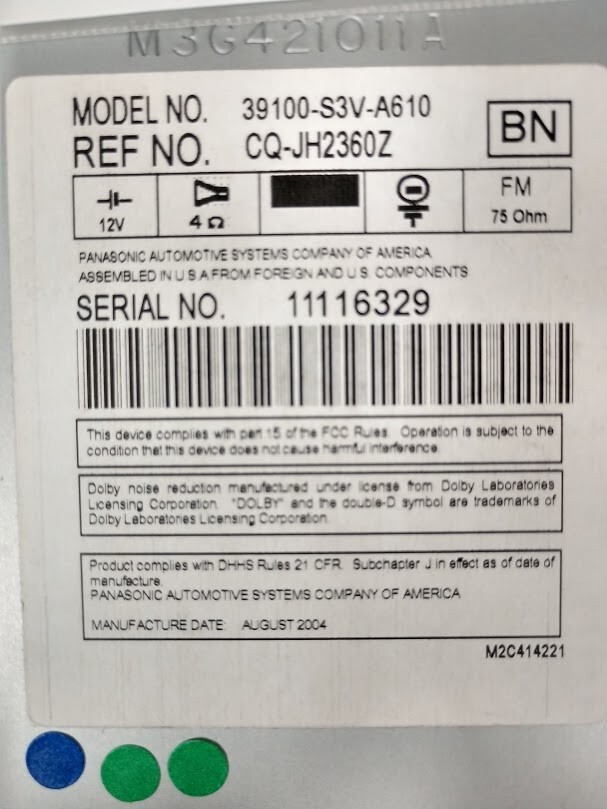 M3G421011A
MODEL NO. 39100-S3V-A610
REF NO. CQ-JH2360Z
BN
12V
4 Ω
FM
75 Ohm
PANASONIC AUTOMOTIVE SYSTEMS COMPANY OF AMERICA
ASSEMBLED IN U S A FROM FOREIGN AND U S COMPONENTS
SERIAL NO. 11116329
This device complies with part 15 of the FCC Rules. Operation is subject to the
condition that this device does not cause harmful interference.
Dolby noise reduction manufactured under license from Dolby Laboratories
Licensing Corporation. "DOLBY" and the double-D symbol are trademarks of
Dolby Laboratories Licensing Corporation.
Product complies with DHHS Rules 21 CFR. Subchapter J in effect as of date of
manufacture.
PANASONIC AUTOMOTIVE SYSTEMS COMPANY OF AMERICA
MANUFACTURE DATE: AUGUST 2004
M2C414221